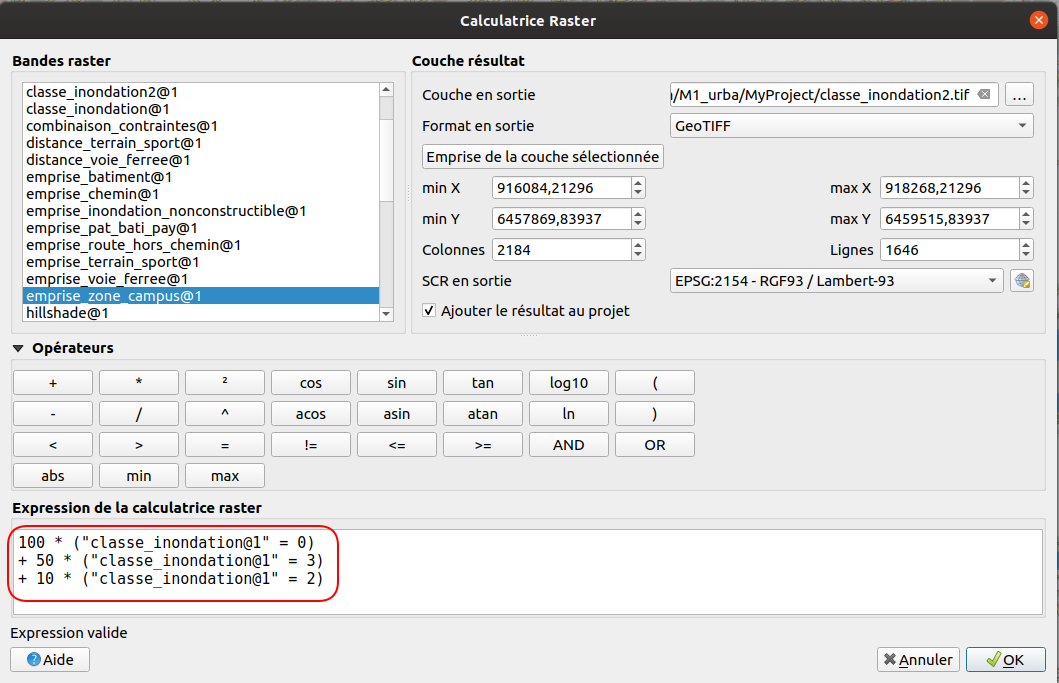 Calculatrice Raster
Bandes raster
classe_inondation2@1
classe_inondation@1
combinaison_contraintes@1
distance_terrain_sport@1
distance_voie_ferree@1
emprise_batiment@1
emprise_chemin@1
emprise_inondation_nonconstructible@1
emprise_pat_bati_pay@1
emprise_route_hors_chemin@1
emprise_terrain_sport@1
emprise_voie_ferree@1
emprise_zone_campus@1
hillshade@1
Couche résultat
Couche en sortie /M1_urba/MyProject/classe_inondation2.tif ...
Format en sortie GeoTIFF
Emprise de la couche sélectionnée
min X 916084,21296 max X 918268,21296
min Y 6457869,83937 max Y 6459515,83937
Colonnes 2184 Lignes 1646
SCR en sortie EPSG:2154 - RGF93 / Lambert-93
Ajouter le résultat au projet
Opérateurs
+ * ² cos sin tan log10 (
- / ^ acos asin atan ln )
< > = != <= >= AND OR
abs min max
Expression de la calculatrice raster
100 * ("classe_inondation@1" = 0)
+ 50 * ("classe_inondation@1" = 3)
+ 10 * ("classe_inondation@1" = 2)
Expression valide
Aide Annuler OK